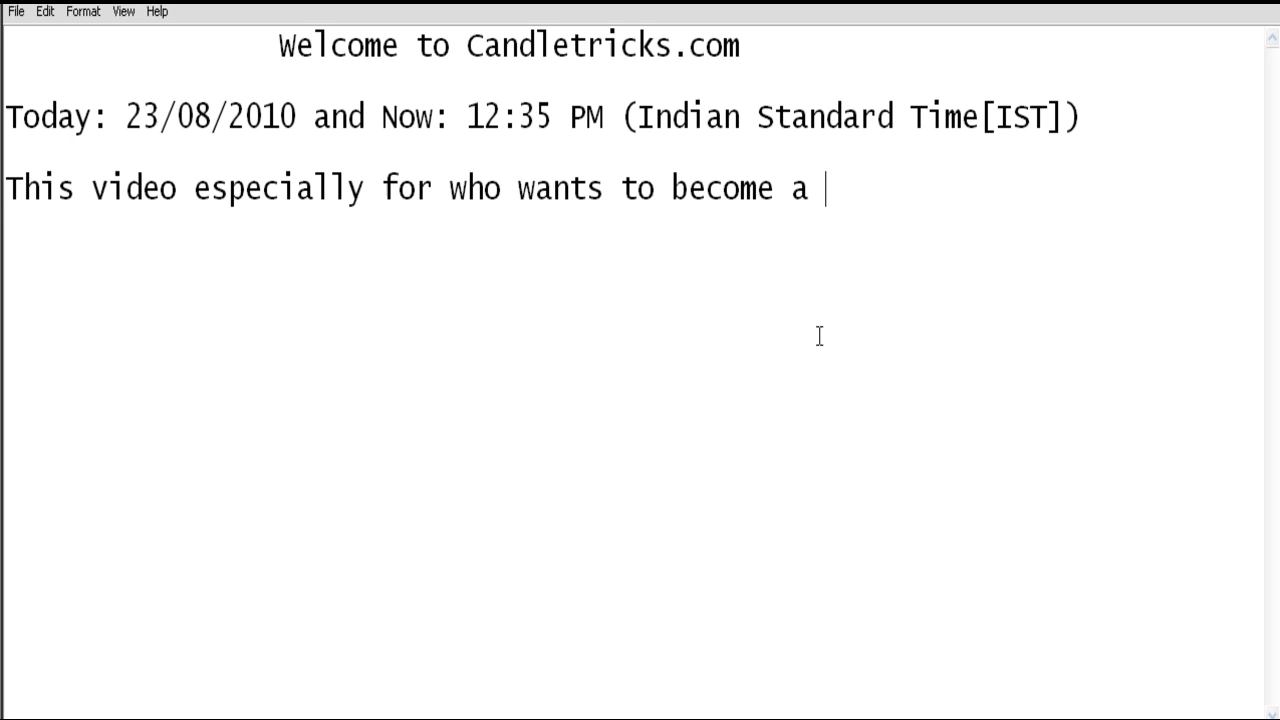 File Edit Format View Help
Welcome to Candletricks.com
Today: 23/08/2010 and Now: 12:35 PM (Indian Standard Time[IST])
This video especially for who wants to become a